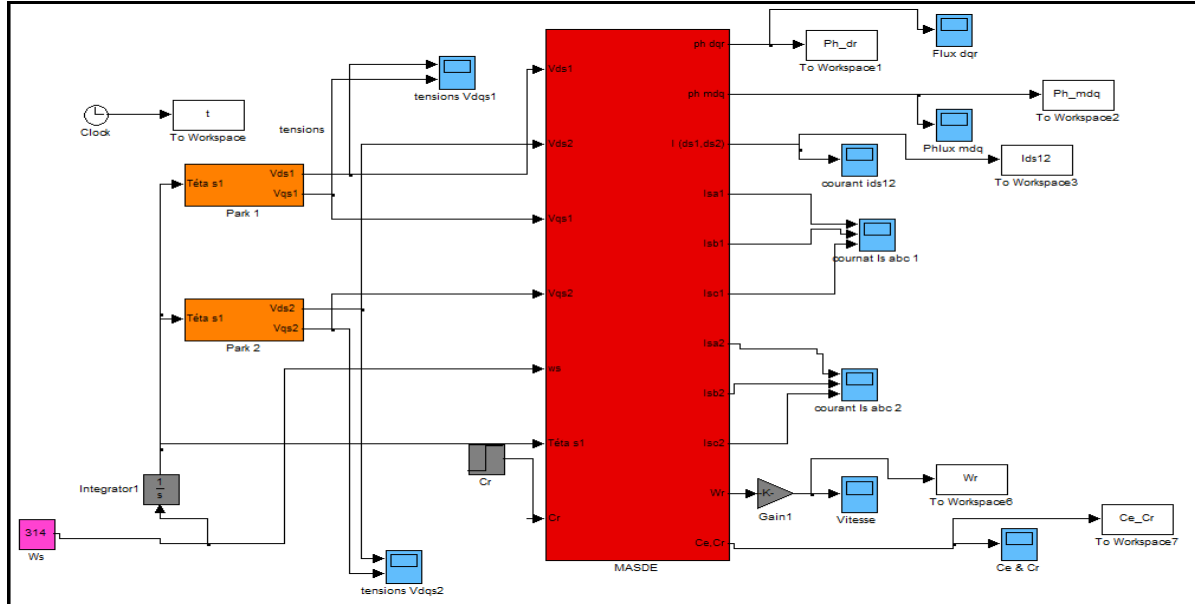 Flux dqr
Ph_dr
To Workspace1
ph dqr
Vds1
tensions Vdqs1
ph mdq
Ph_mdq
To Workspace2
Clock
t
To Workspace
tensions
Phlux mdq
Vds2
I (ds1,ds2)
courant ids12
Ids12
To Workspace3
Téta s1
Vds1
Vqs1
Park 1
Isa1
Vqs1
Isb1
cournat Is abc 1
Vqs2
Isc1
Téta s1
Vds2
Vqs2
Park 2
Isa2
ws
Isb2
courant Is abc 2
Téta s1
Isc2
Cr
Integrator1
1
s
Wr
-K-
Gain1
Vitesse
Wr
To Workspace6
Cr
314
Ws
Ce,Cr
Ce_Cr
To Workspace7
Ce & Cr
MASDE
tensions Vdqs2